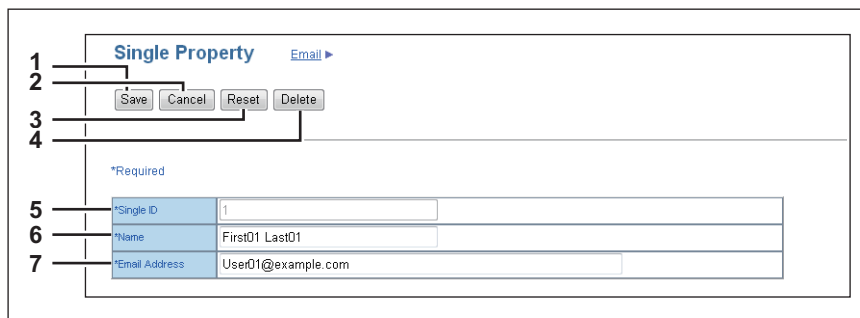 Single Property Email ►
1
2
Save Cancel Reset Delete
3
4
*Required
5 *Single ID 1
6 *Name First01 Last01
7 *Email Address User01@example.com